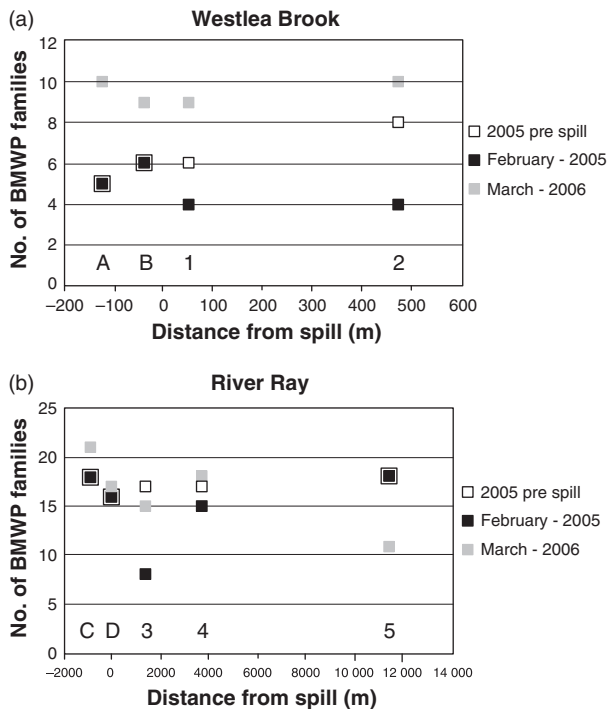 (a)
Westlea Brook
No. of BMWP families
12
10
8
6
4
2
0
A B 1 2
–200 –100 0 100 200 300 400 500 600
Distance from spill (m)
2005 pre spill
February - 2005
March - 2006
(b)
River Ray
No. of BMWP families
25
20
15
10
5
0
C D 3 4 5
–2000 0 2000 4000 6000 8000 10 000 12 000 14 000
Distance from spill (m)
2005 pre spill
February - 2005
March - 2006